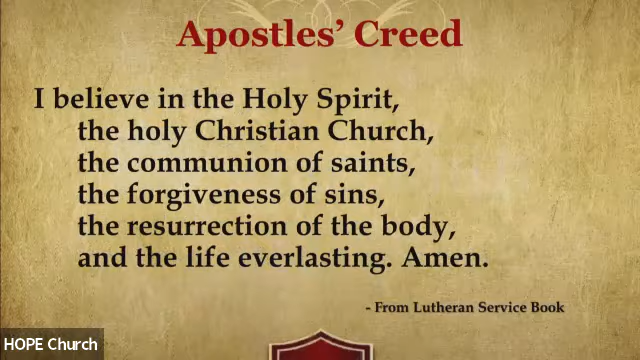 Apostles’ Creed
I believe in the Holy Spirit,
the holy Christian Church,
the communion of saints,
the forgiveness of sins,
the resurrection of the body,
and the life everlasting. Amen.
- From Lutheran Service Book
HOPE Church